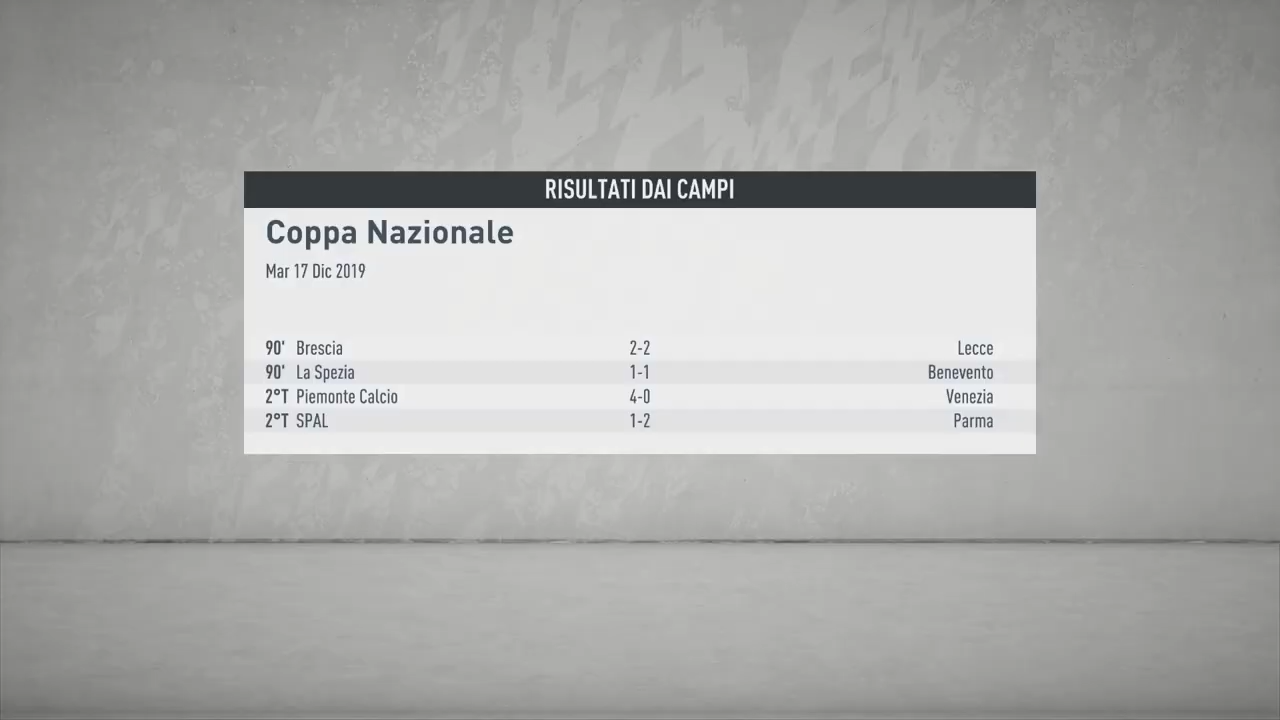 RISULTATI DAI CAMPI
Coppa Nazionale
Mar 17 Dic 2019
90' Brescia 2-2 Lecce
90' La Spezia 1-1 Benevento
2°T Piemonte Calcio 4-0 Venezia
2°T SPAL 1-2 Parma